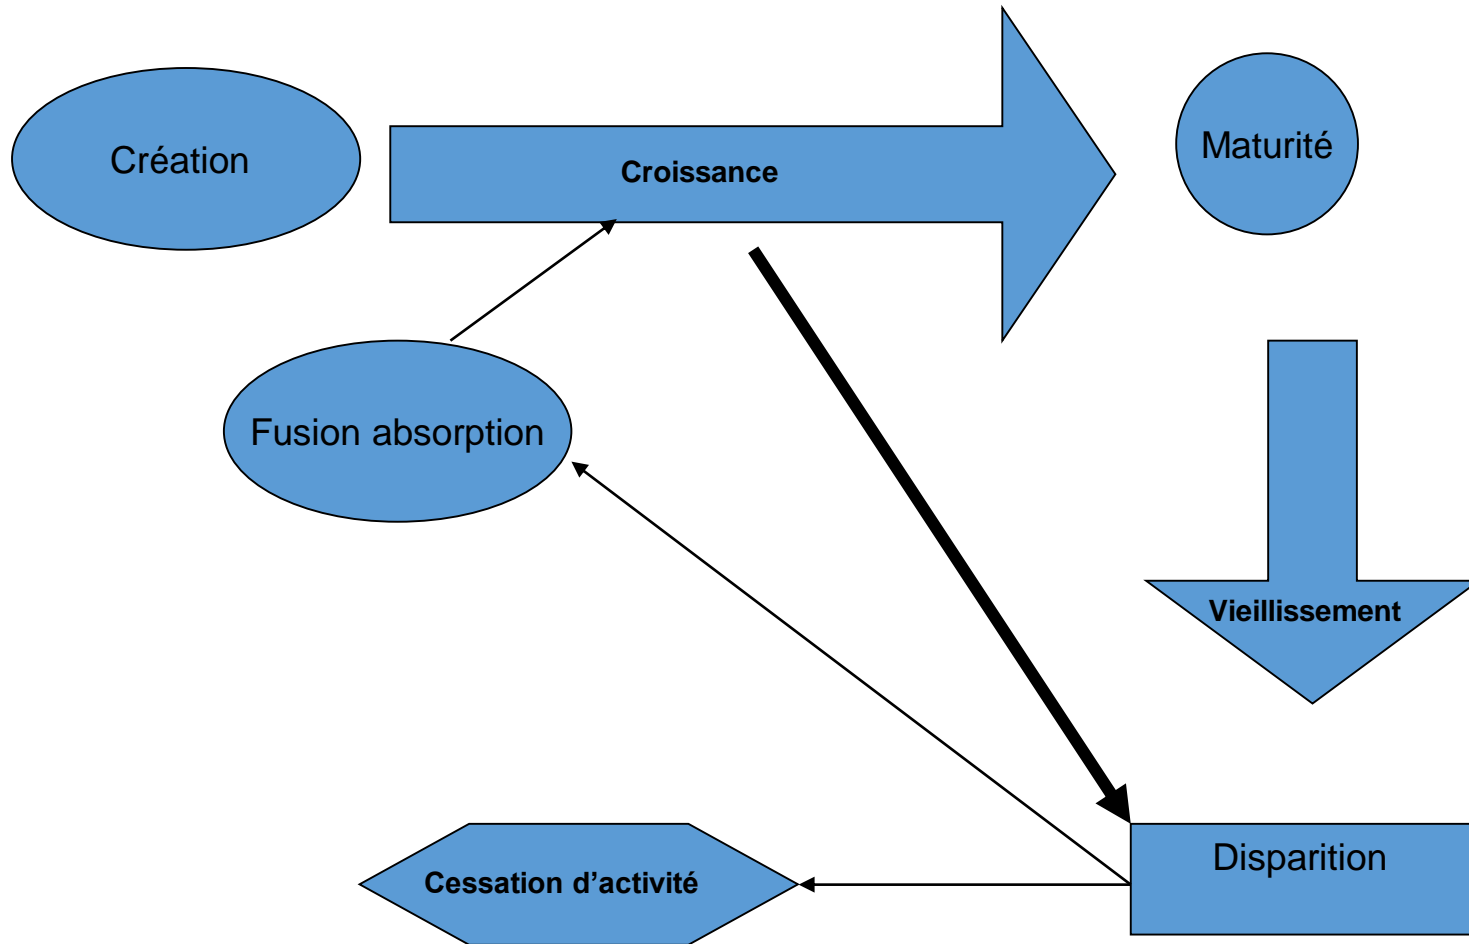 Création
Croissance
Maturité
Fusion absorption
Vieillissement
Disparition
Cessation d’activité